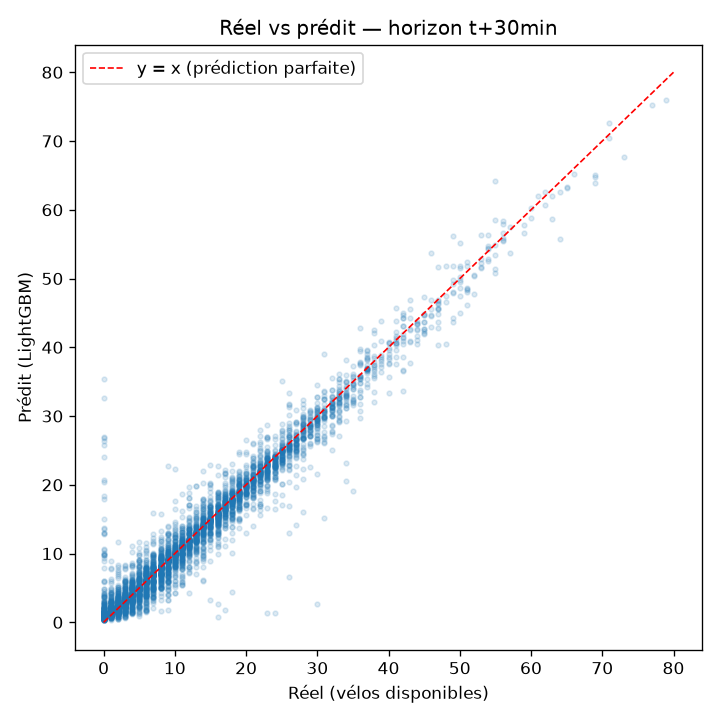 Réel vs prédit — horizon t+30min
y = x (prédiction parfaite)
80
70
60
50
40
30
20
10
0
Prédit (LightGBM)
0 10 20 30 40 50 60 70 80
Réel (vélos disponibles)